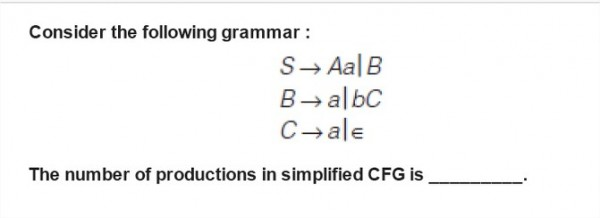 Consider the following grammar :
S → Aa| B
B → a| bC
C → a| ∈
The number of productions in simplified CFG is _________.